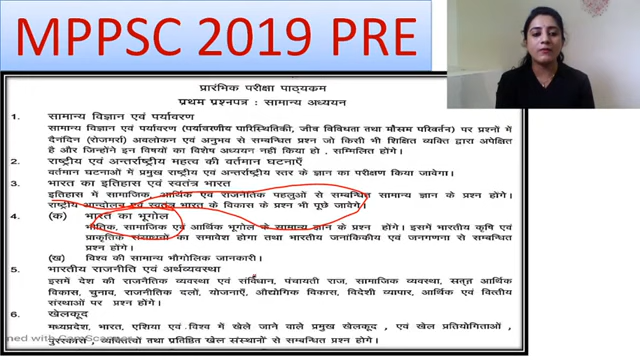 MPPSC 2019 PRE
प्रारंभिक परीक्षा पाठ्यकम
प्रथम प्रश्नपत्र : सामान्य अध्ययन
1. सामान्य विज्ञान एवं पर्यावरण
सामान्य विज्ञान एवं पर्यावरण (पर्यावरणीय पारिस्थितिकी, जीव विविधता तथा मौसम परिवर्तन) पर प्रश्नों में
दैनंदिन (रोजमर्रा) अवलोकन एवं अनुभव से सम्बन्धित प्रश्न जो किसी भी शिक्षित व्यक्ति द्वारा अपेक्षित
है और जिन्होंने इन विषयों का विशेष अध्ययन नहीं किया हो, सम्मिलित होंगे।
2. राष्ट्रीय एवं अन्तर्राष्ट्रीय महत्व की वर्तमान घटनाएँ
वर्तमान घटनाओं में प्रमुख राष्ट्रीय एवं अन्तर्राष्ट्रीय स्तर के ज्ञान का परीक्षण किया जावेगा।
3. भारत का इतिहास एवं स्वतंत्र भारत
इतिहास में सामाजिक, आर्थिक एवं राजनैतिक पहलुओं से सम्बन्धित सामान्य ज्ञान के प्रश्न होंगे।
राष्ट्रीय आन्दोलन एवं स्वतंत्र भारत के विकास के प्रश्न भी पूछे जावेंगे।
4. (क) भारत का भूगोल
भौतिक, सामाजिक एवं आर्थिक भूगोल के सामान्य ज्ञान के प्रश्न होंगे। इसमें भारतीय कृषि एवं
प्राकृतिक संसाधनों का समावेश होगा तथा भारतीय जनांकिकीय एवं जनगणना से सम्बन्धित
प्रश्न होंगे।
(ख) विश्व की सामान्य भौगोलिक जानकारी।
5. भारतीय राजनीति एवं अर्थव्यवस्था
इसमें देश की राजनैतिक व्यवस्था एवं संविधान, पंचायती राज, सामाजिक व्यवस्था, सतत् आर्थिक
विकास, चुनाव, राजनीतिक दलों, योजनाएँ, औद्योगिक विकास, विदेशी व्यापार, आर्थिक एवं वित्तीय
संस्थाओं पर प्रश्न होंगे।
6. खेलकूद
मध्यप्रदेश, भारत, एशिया एवं विश्व में खेले जाने वाले प्रमुख खेलकूद, एवं खेल प्रतियोगिताओं,
पुरस्कार, व्यक्तित्वों तथा प्रतिष्ठित खेल संस्थानों से सम्बन्धित प्रश्न होंगे।
ned with CamScanner